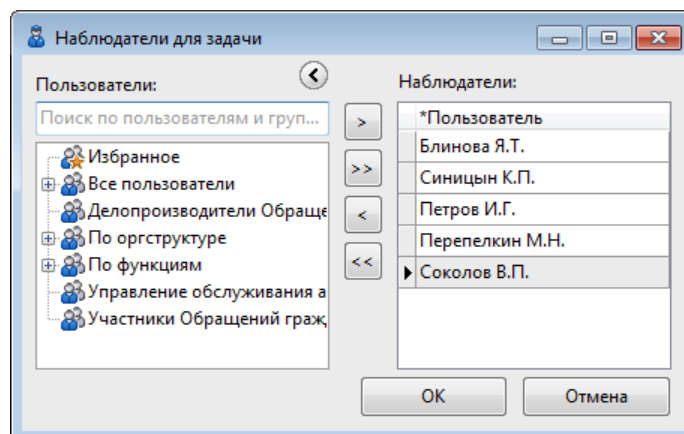 Наблюдатели для задачи
Пользователи:
Поиск по пользователям и груп...
Избранное
Все пользователи
Делопроизводители Обраще
По оргструктуре
По функциям
Управление обслуживания а
Участники Обращений граж
>
>>
<
<<
Наблюдатели:
*Пользователь
Блинова Я.Т.
Синицын К.П.
Петров И.Г.
Перепелкин М.Н.
Соколов В.П.
OK
Отмена